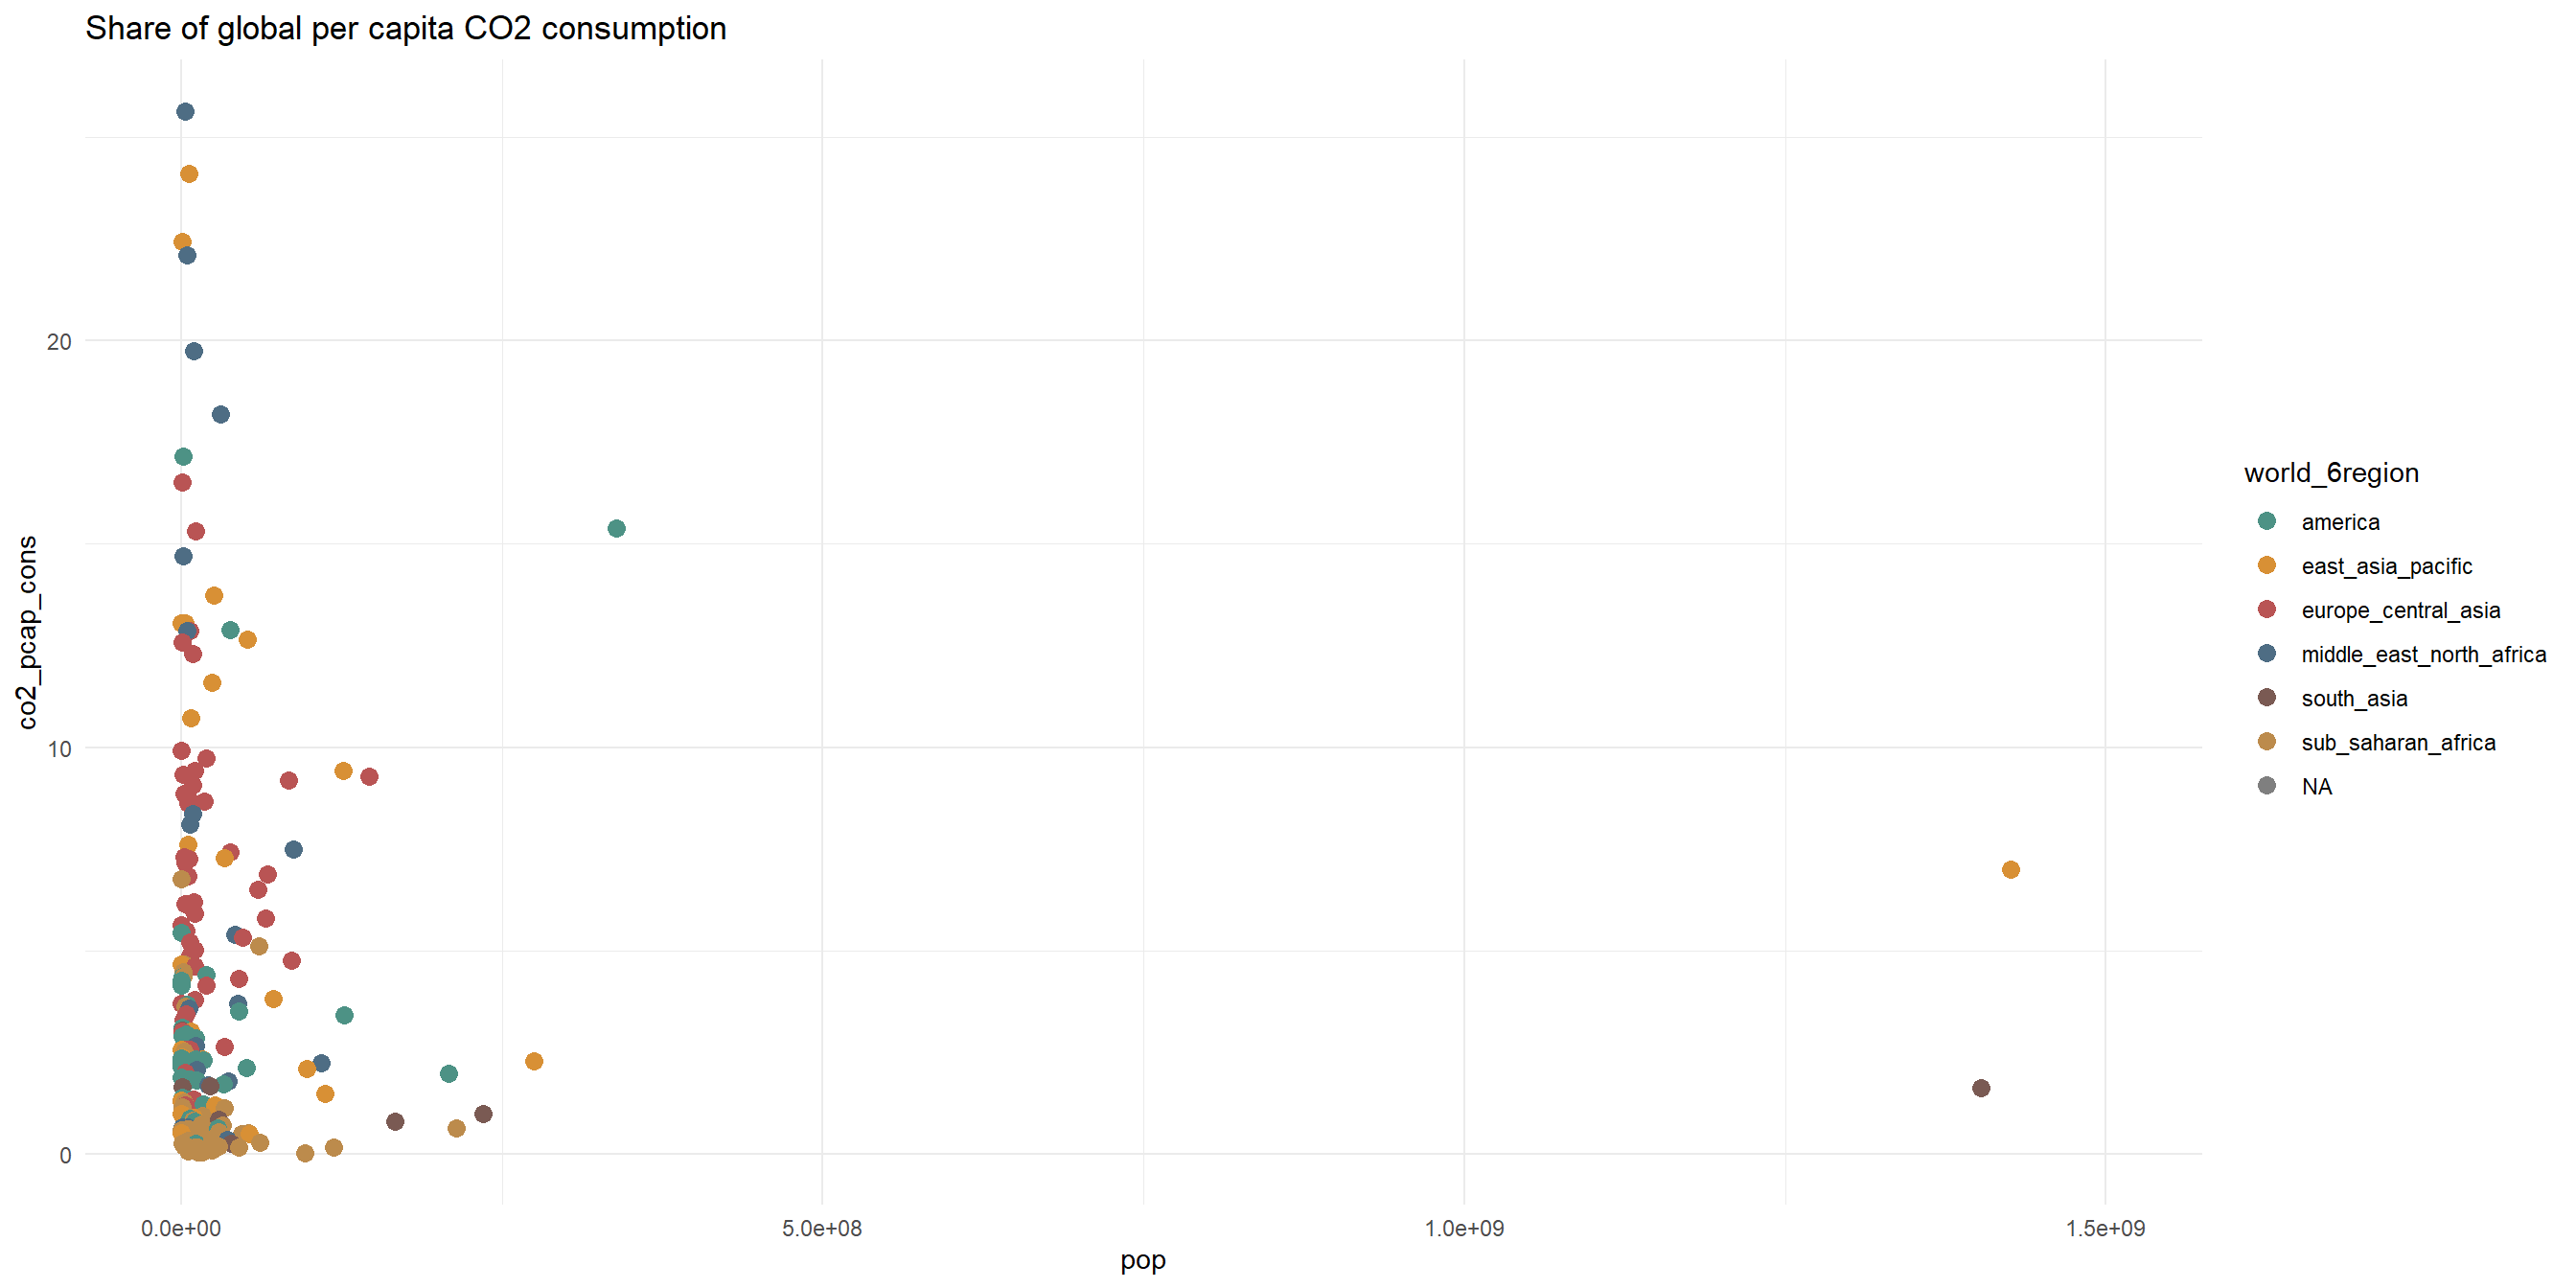 Share of global per capita CO2 consumption
co2_pcap_cons
20
10
0
0.0e+00
5.0e+08
1.0e+09
1.5e+09
pop
world_6region
america
east_asia_pacific
europe_central_asia
middle_east_north_africa
south_asia
sub_saharan_africa
NA